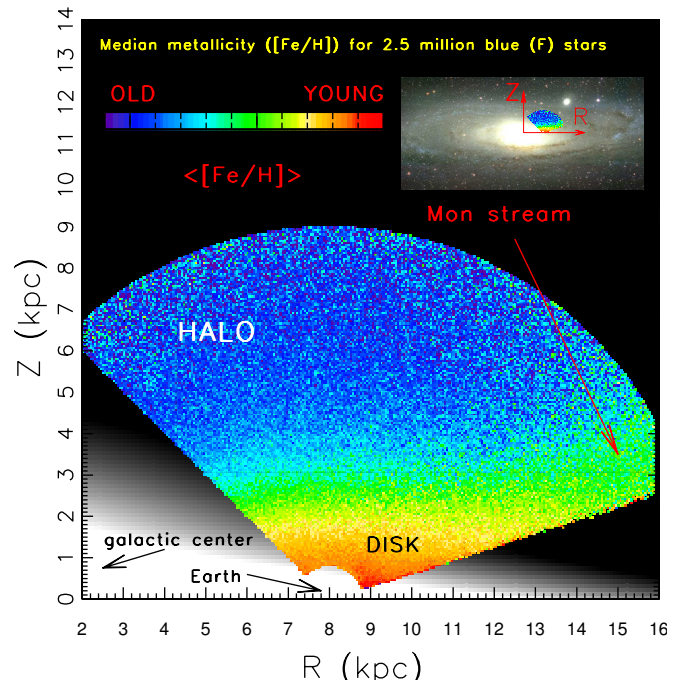 Median metallicity ([Fe/H]) for 2.5 million blue (F) stars
OLD YOUNG
<[Fe/H]>
Z
R
Mon stream
HALO
DISK
galactic center
Earth
14
13
12
11
10
9
8
7
6
5
4
3
2
1
0
Z (kpc)
2 3 4 5 6 7 8 9 10 11 12 13 14 15 16
R (kpc)